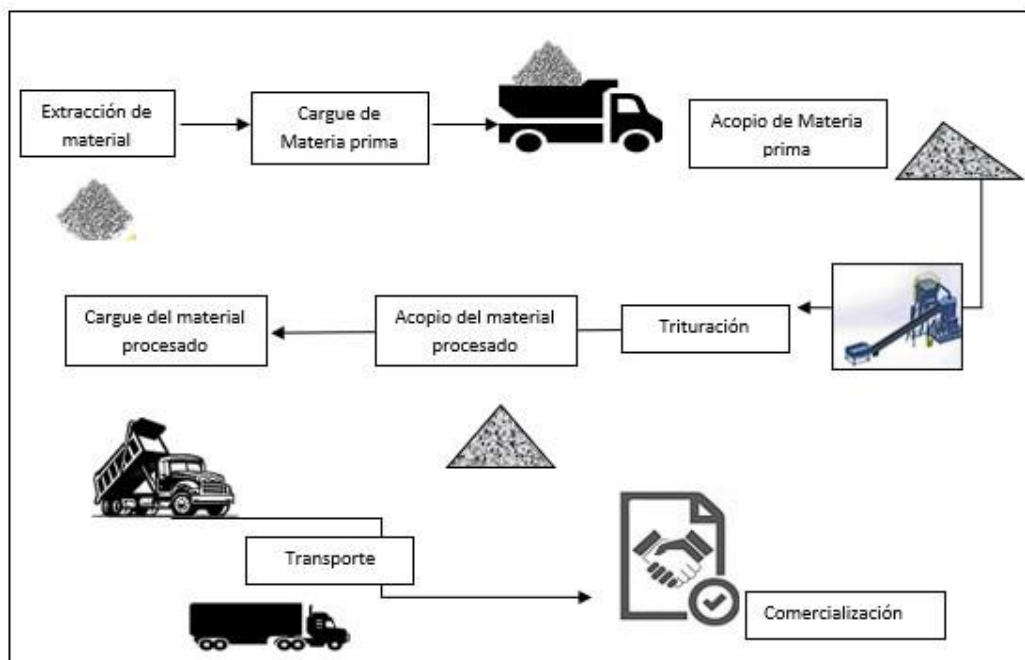 Extracción de
material
Cargue de
Materia prima
Acopio de Materia
prima
Cargue del material
procesado
Acopio del material
procesado
Trituración
Transporte
Comercialización